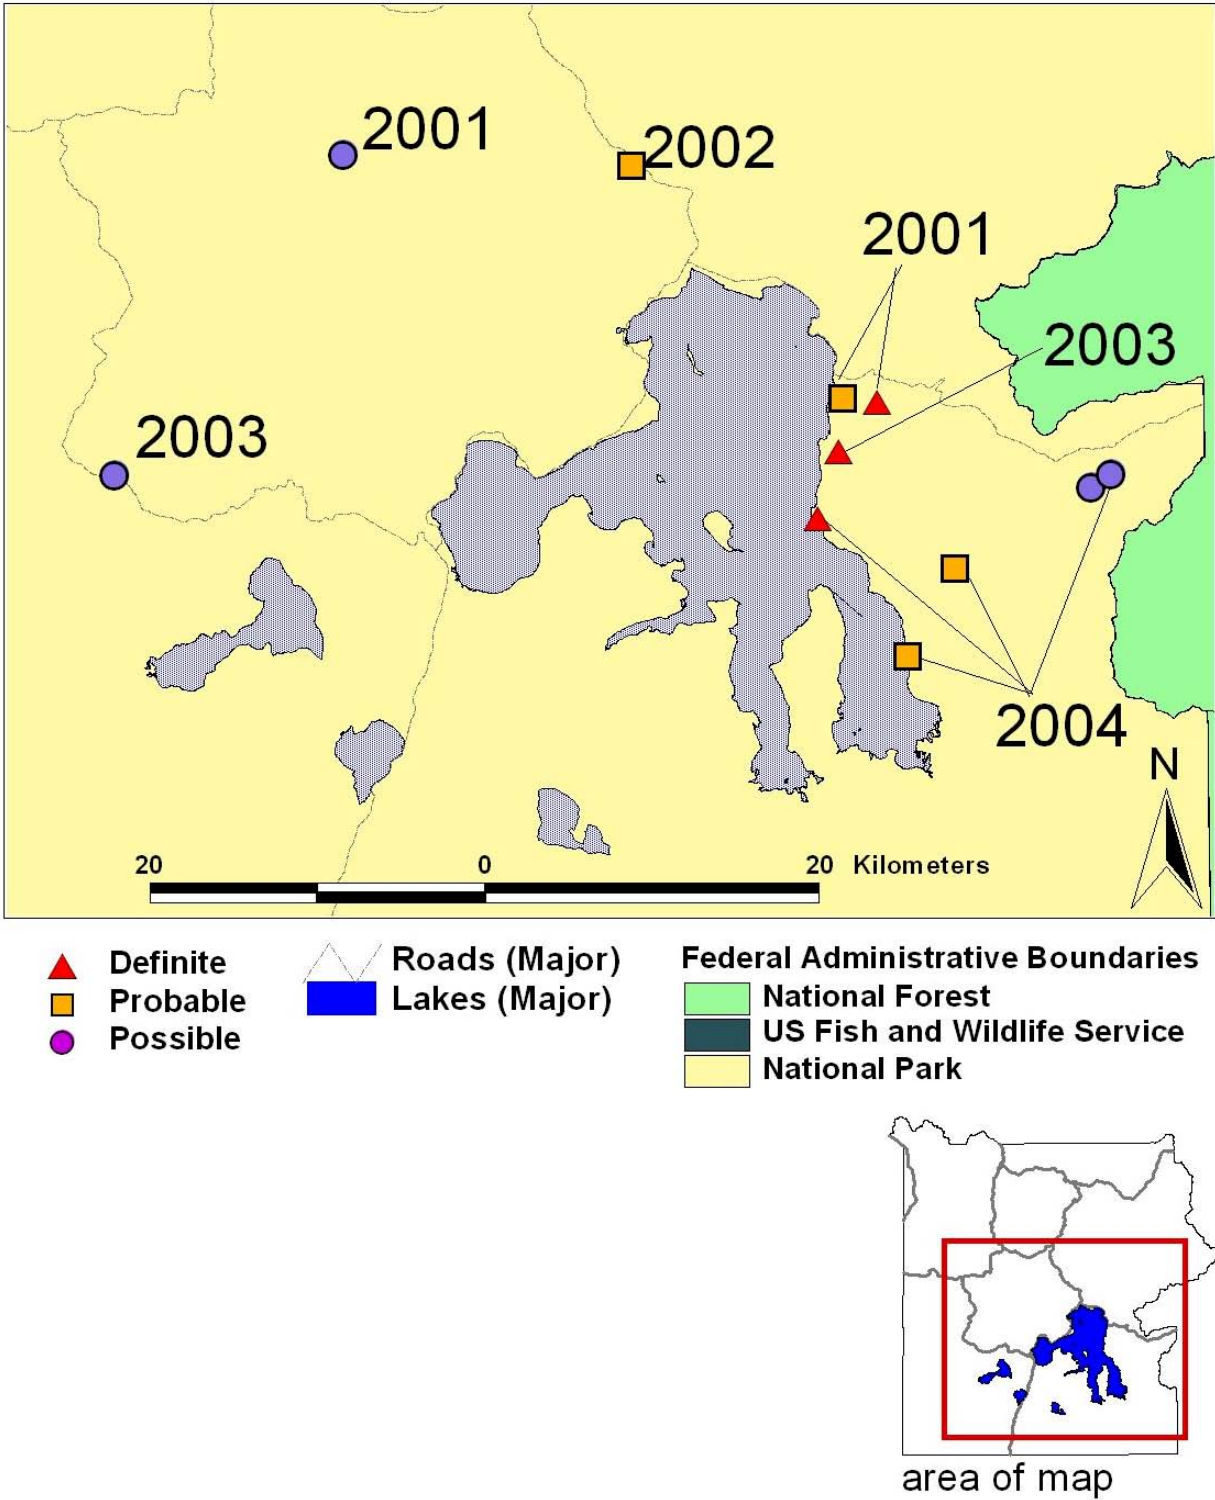 2001
2002
2001
2003
2003
2004
N
20 0 20 Kilometers
Definite
Probable
Possible
Roads (Major)
Lakes (Major)
Federal Administrative Boundaries
National Forest
US Fish and Wildlife Service
National Park
area of map